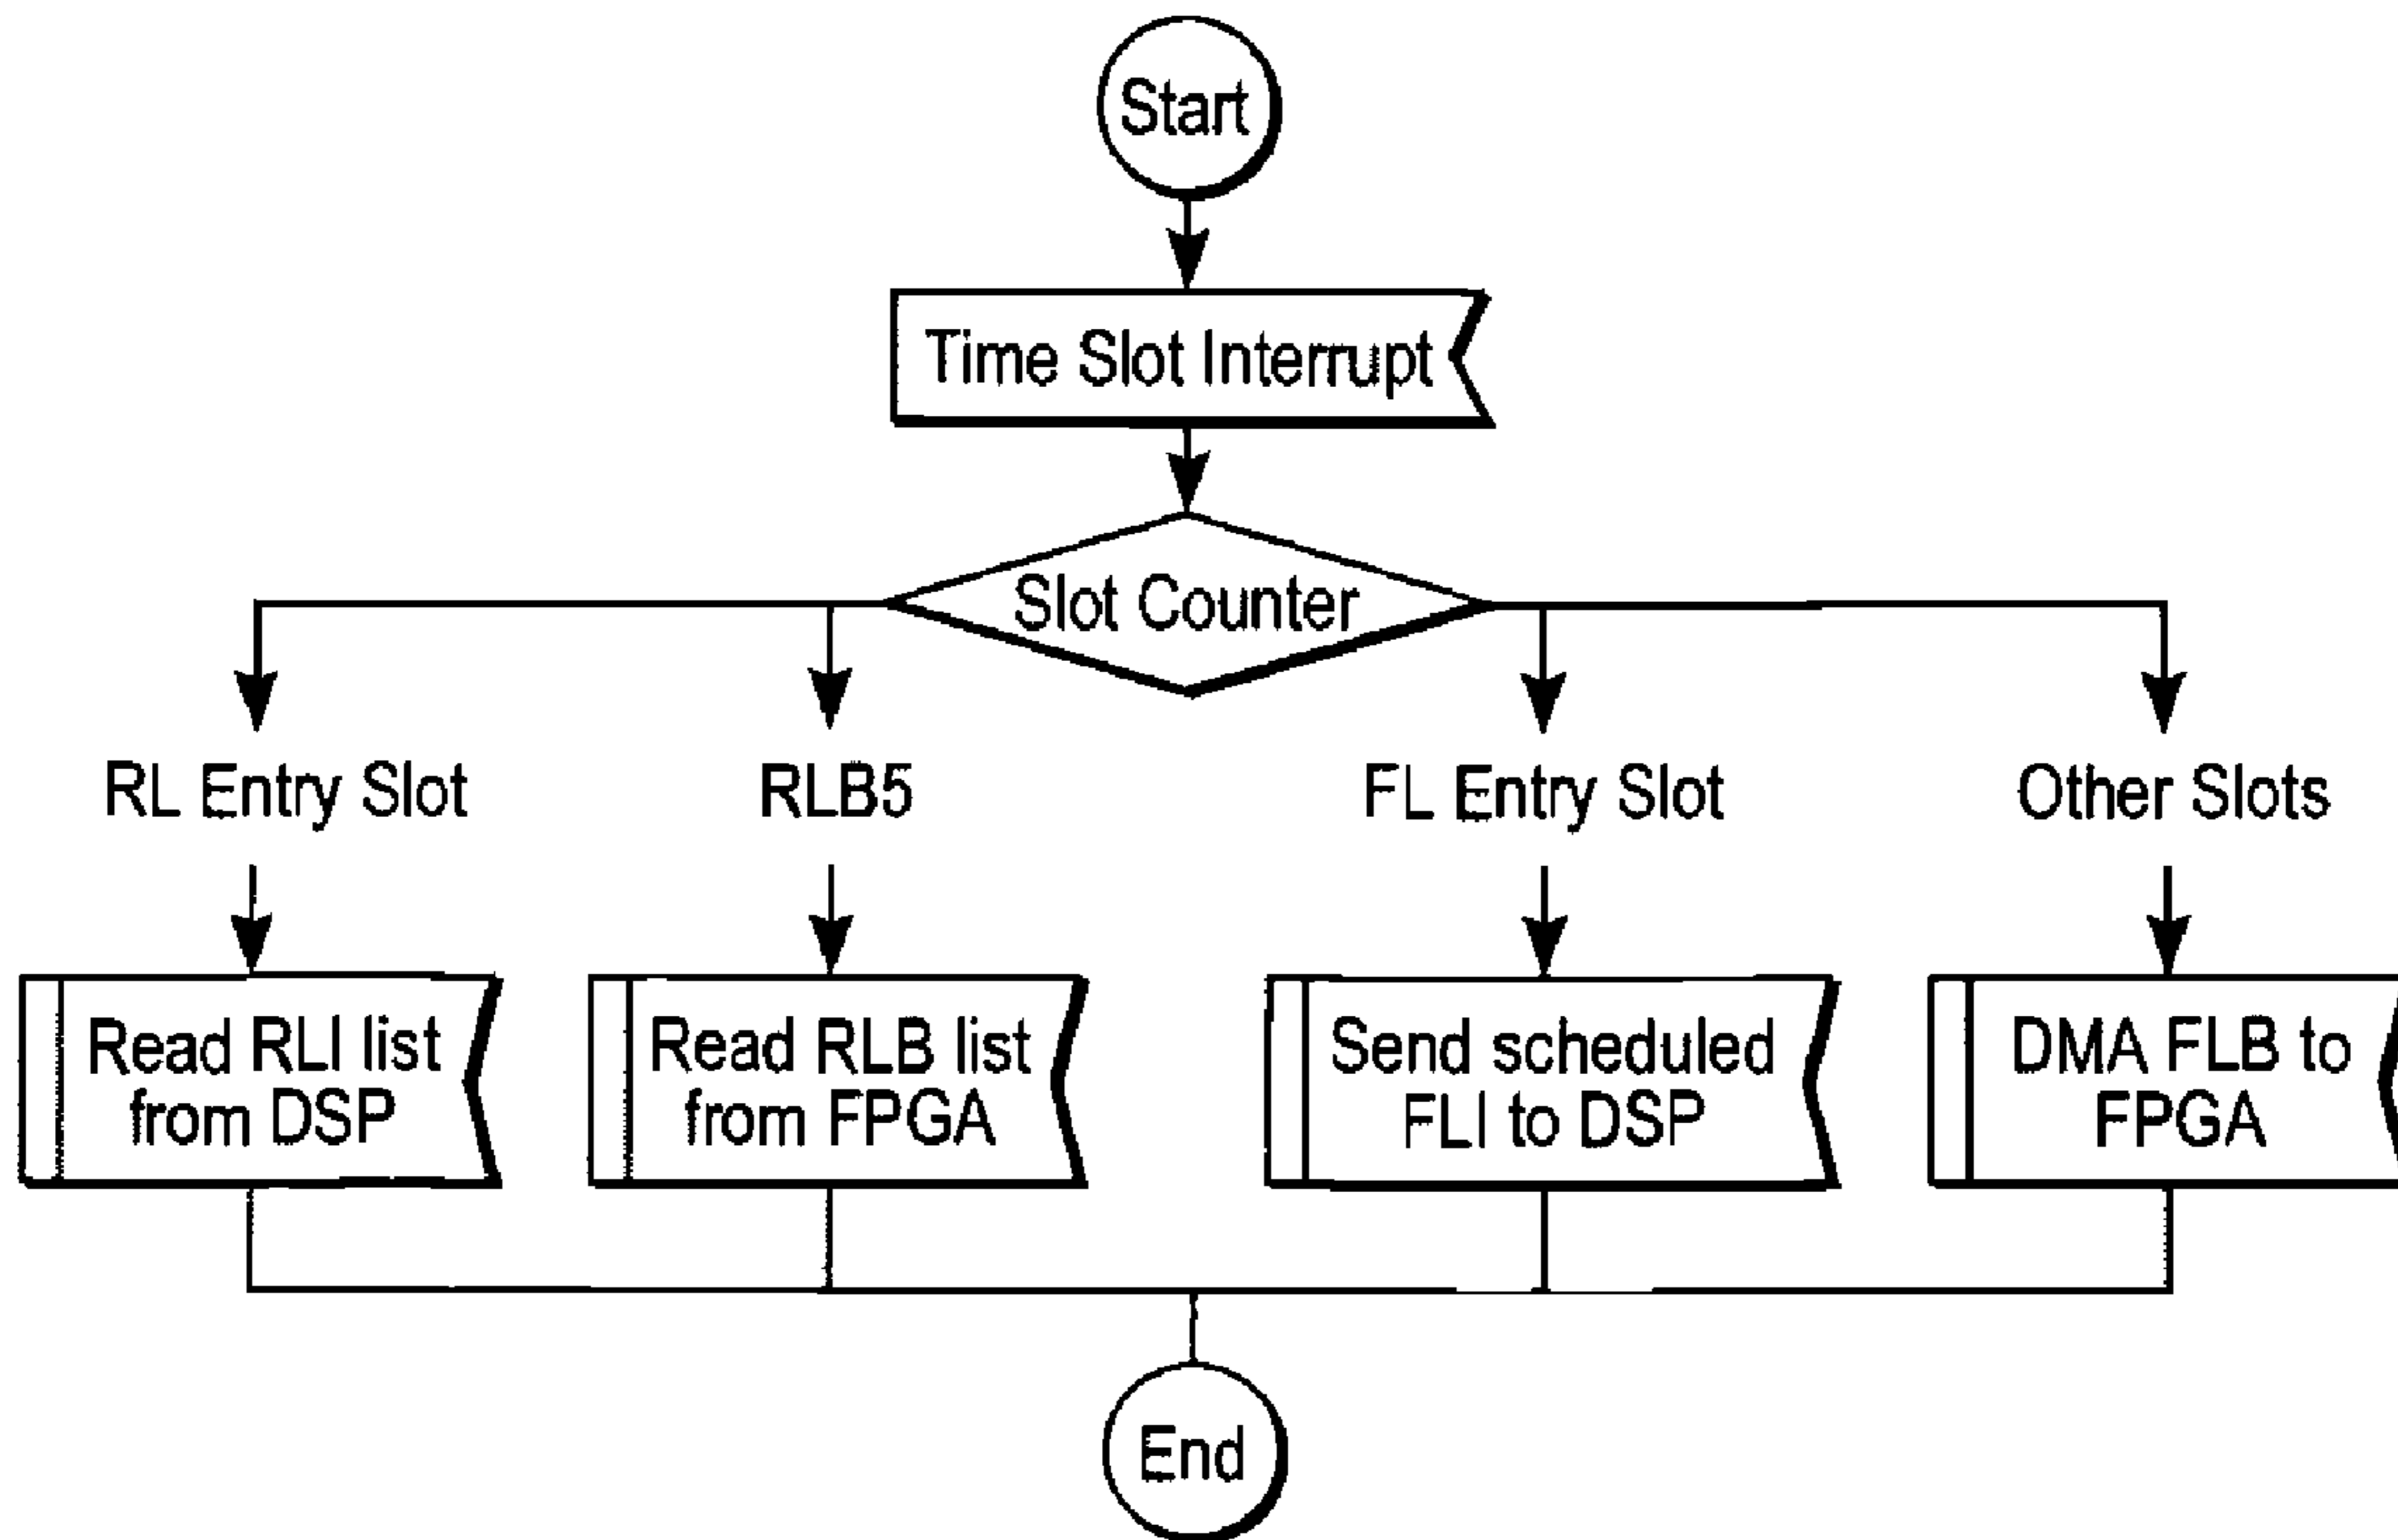 Start
Time Slot Interrupt
Slot Counter
RL Entry Slot
RLB5
FL Entry Slot
Other Slots
Read RLI list
from DSP
Read RLB list
from FPGA
Send scheduled
FLI to DSP
DMA FLB to
FPGA
End